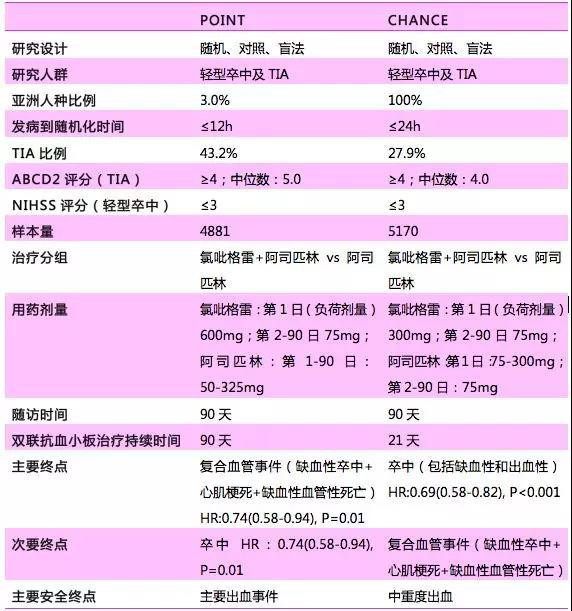 POINT CHANCE
研究设计 随机、对照、盲法 随机、对照、盲法
研究人群 轻型卒中及 TIA 轻型卒中及 TIA
亚洲人种比例 3.0% 100%
发病到随机化时间 ≤12h ≤24h
TIA 比例 43.2% 27.9%
ABCD2 评分（TIA） ≥4；中位数：5.0 ≥4；中位数：4.0
NIHSS 评分（轻型卒中） ≤3 ≤3
样本量 4881 5170
治疗分组 氯吡格雷+阿司匹林 vs 阿司 氯吡格雷+阿司匹林 vs 阿司
匹林 匹林
用药剂量 氯吡格雷：第 1 日（负荷剂量） 氯吡格雷：第 1 日（负荷剂量）
600mg；第 2-90 日 75mg； 300mg；第 2-90 日 75mg；
阿司匹林：第 1-90 日： 阿司匹林:第1日:75-300mg；
50-325mg 第 2-90 日：75mg
随访时间 90 天 90 天
双联抗血小板治疗持续时间 90 天 21 天
主要终点 复合血管事件（缺血性卒中+ 卒中（包括缺血性和出血性）
心肌梗死+缺血性血管性死亡） HR:0.69(0.58-0.82), P<0.001
HR:0.74(0.58-0.94), P=0.01
次要终点 卒中 HR：0.74(0.58-0.94), 复合血管事件（缺血性卒中+
P=0.01 心肌梗死+缺血性血管性死亡）
主要安全终点 主要出血事件 中重度出血